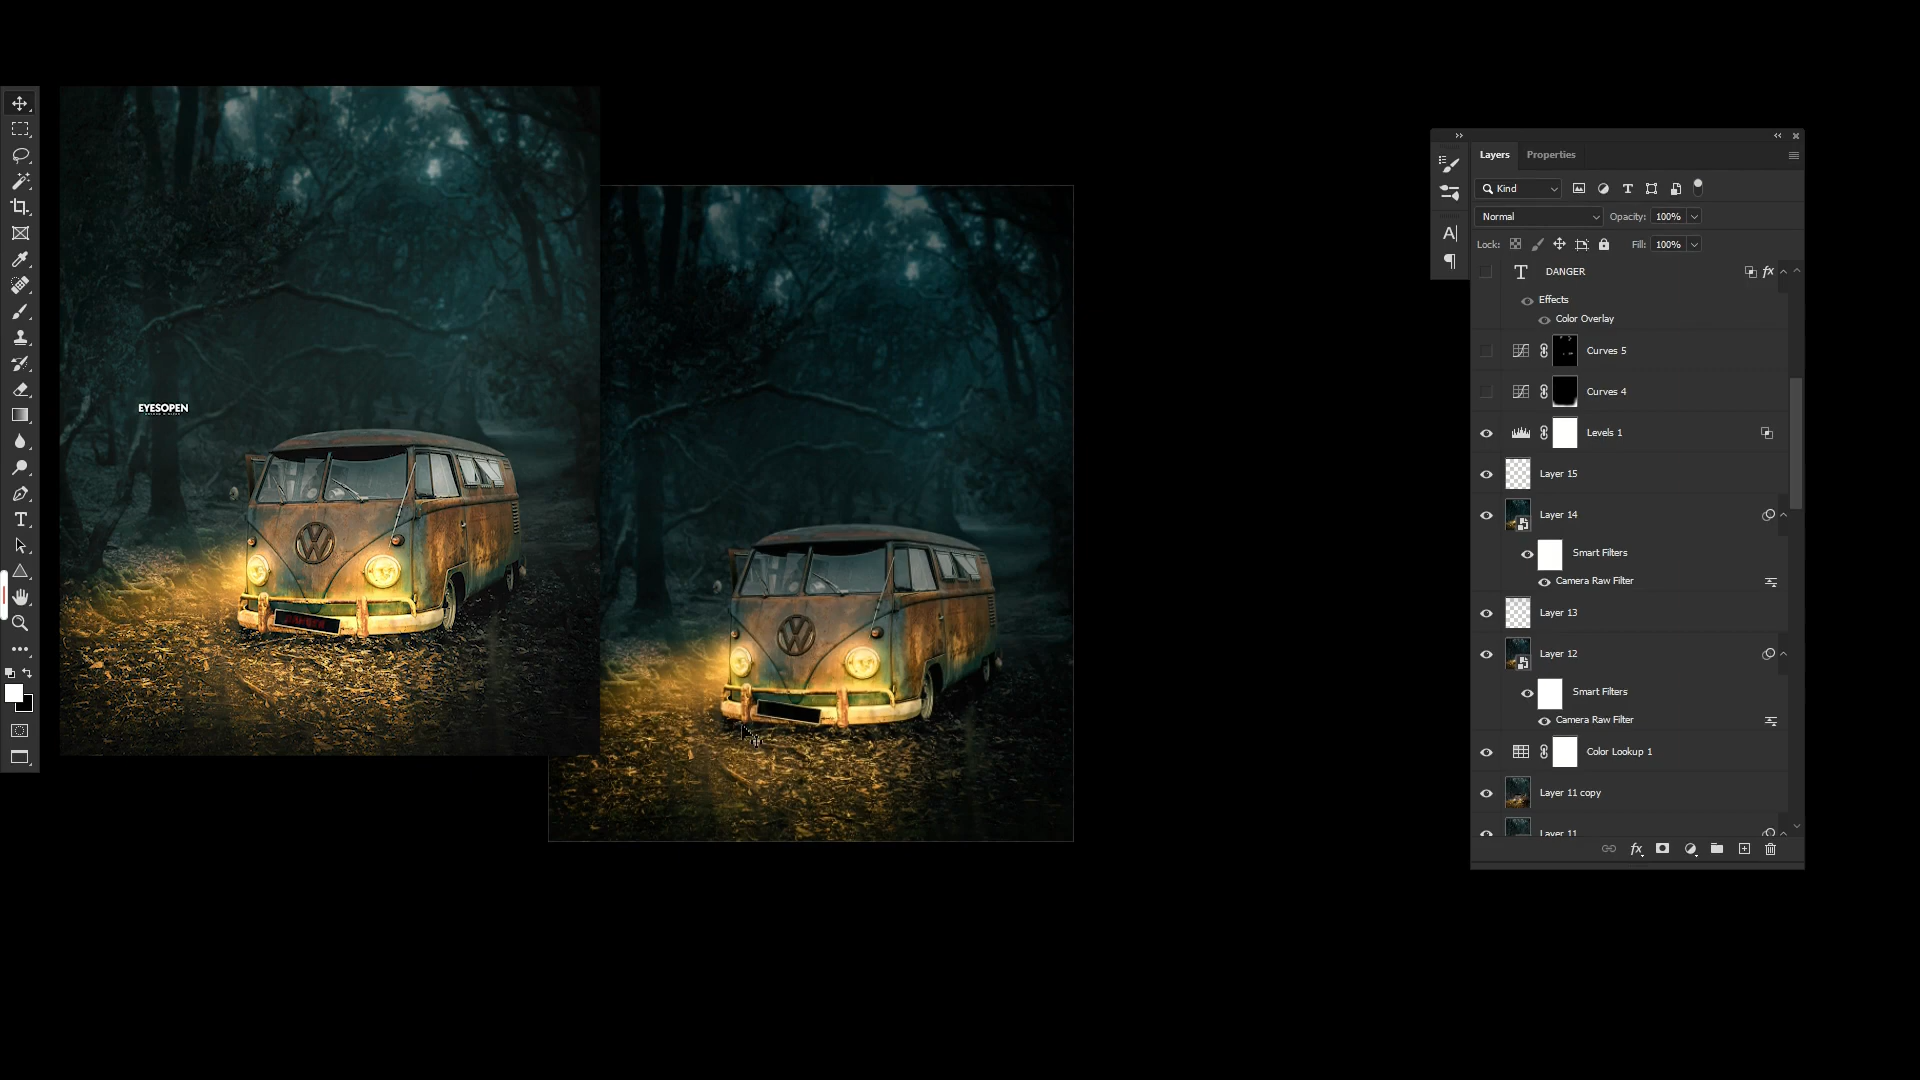 EYESOPEN
Layers Properties
Kind
Normal Opacity: 100%
Lock: Fill: 100%
DANGER fx
Effects
Color Overlay
Curves 5
Curves 4
Levels 1
Layer 15
Layer 14
Smart Filters
Camera Raw Filter
Layer 13
Layer 12
Smart Filters
Camera Raw Filter
Color Lookup 1
Layer 11 copy
Layer 11
fx